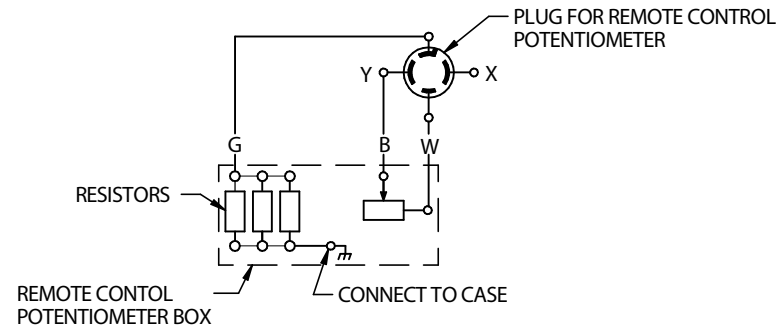 PLUG FOR REMOTE CONTROL
POTENTIOMETER
Y
X
G
B
W
RESISTORS
REMOTE CONTOL
POTENTIOMETER BOX
CONNECT TO CASE